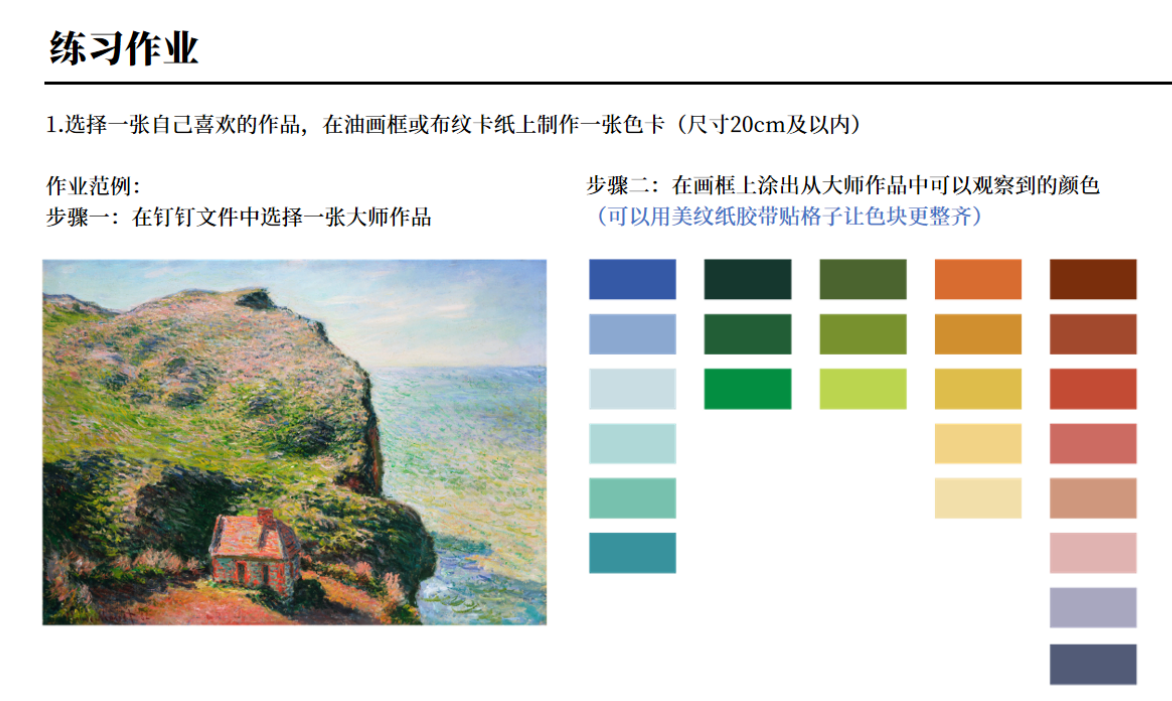 练习作业
1.选择一张自己喜欢的作品，在油画框或布纹卡纸上制作一张色卡（尺寸20cm及以内）
作业范例：
步骤一：在钉钉文件中选择一张大师作品
步骤二：在画框上涂出从大师作品中可以观察到的颜色
（可以用美纹纸胶带贴格子让色块更整齐）